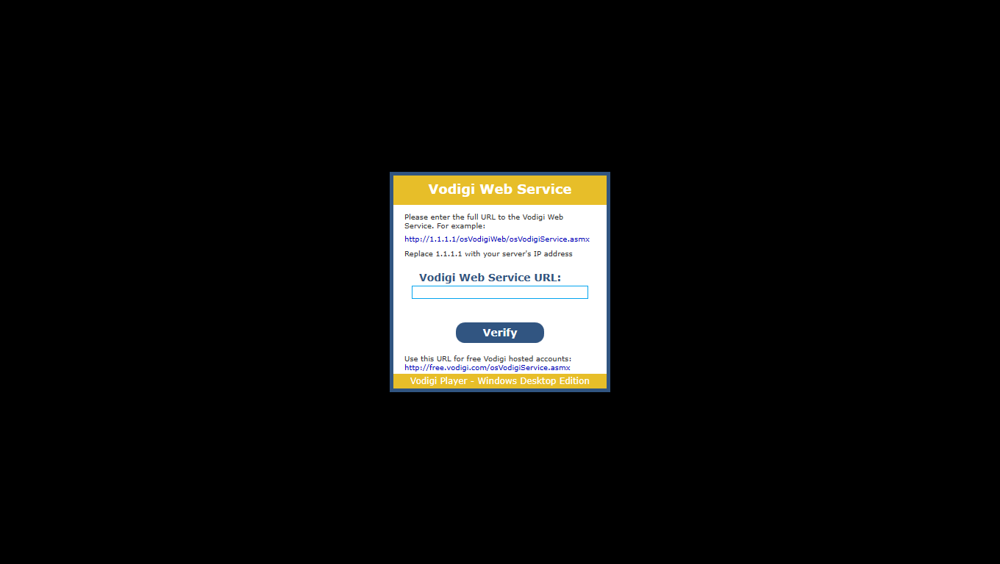 Vodigi Web Service
Please enter the full URL to the Vodigi Web
Service. For example:
http://1.1.1.1/osVodigiWeb/osVodigiService.asmx
Replace 1.1.1.1 with your server's IP address
Vodigi Web Service URL:
Verify
Use this URL for free Vodigi hosted accounts:
http://free.vodigi.com/osVodigiService.asmx
Vodigi Player - Windows Desktop Edition